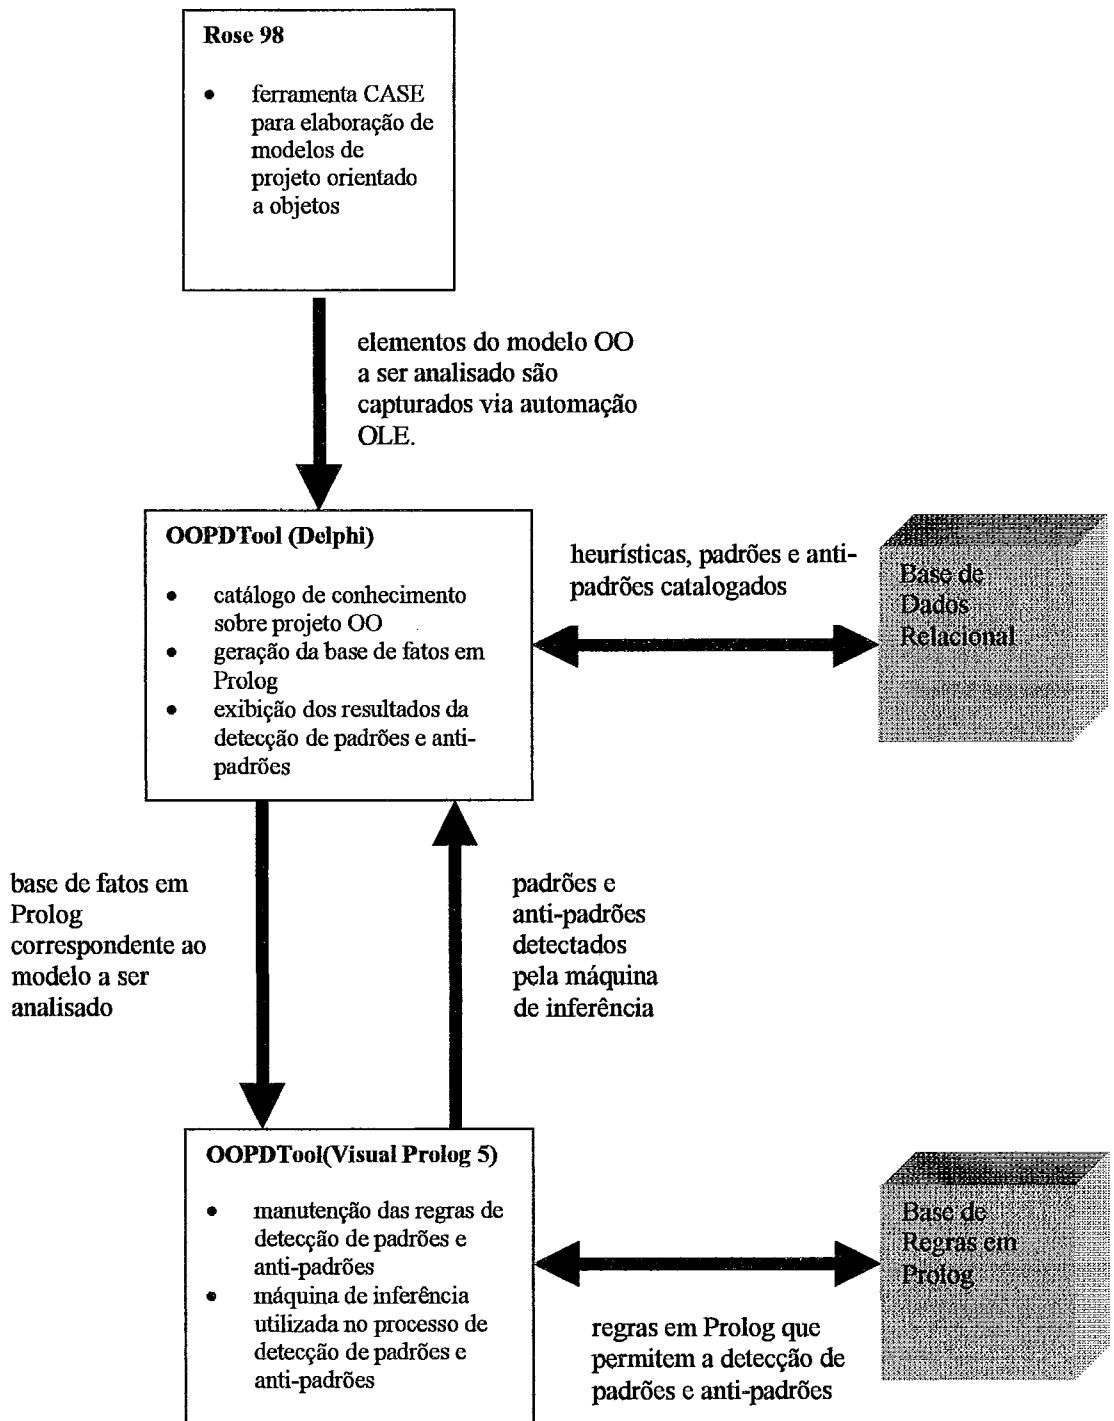 Rose 98
• ferramenta CASE
para elaboração de
modelos de
projeto orientado
a objetos
elementos do modelo OO
a ser analisado são
capturados via automação
OLE.
OOPDTool (Delphi)
• catálogo de conhecimento
sobre projeto OO
• geração da base de fatos em
Prolog
• exibição dos resultados da
detecção de padrões e anti-
padrões
heurísticas, padrões e anti-
padrões catalogados
Base de
Dados
Relacional
base de fatos em
Prolog
correspondente ao
modelo a ser
analisado
padrões e
anti-padrões
detectados
pela máquina
de inferência
OOPDTool(Visual Prolog 5)
• manutenção das regras de
detecção de padrões e
anti-padrões
• máquina de inferência
utilizada no processo de
detecção de padrões e
anti-padrões
Base de
Regras em
Prolog
regras em Prolog que
permitem a detecção de
padrões e anti-padrões